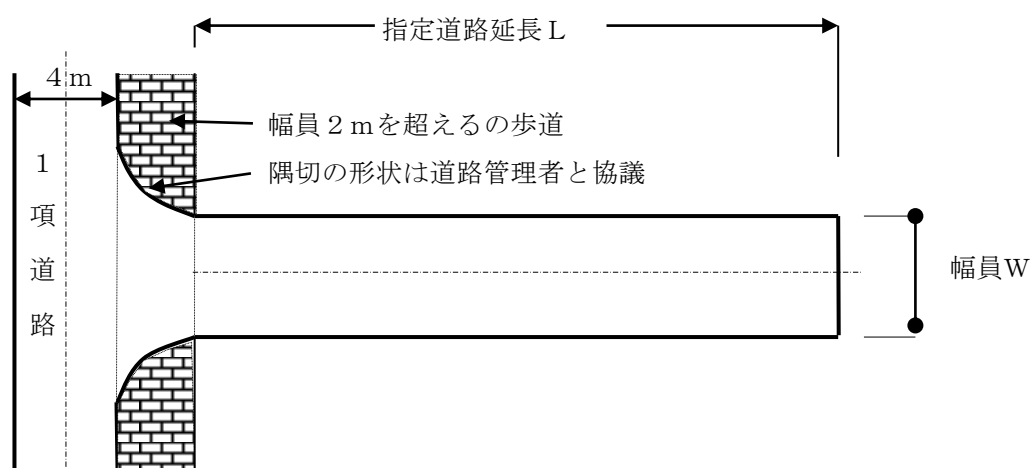 指定道路延長Ｌ
４ｍ
幅員２ｍを超えるの歩道
隅切の形状は道路管理者と協議
１項道路
幅員W